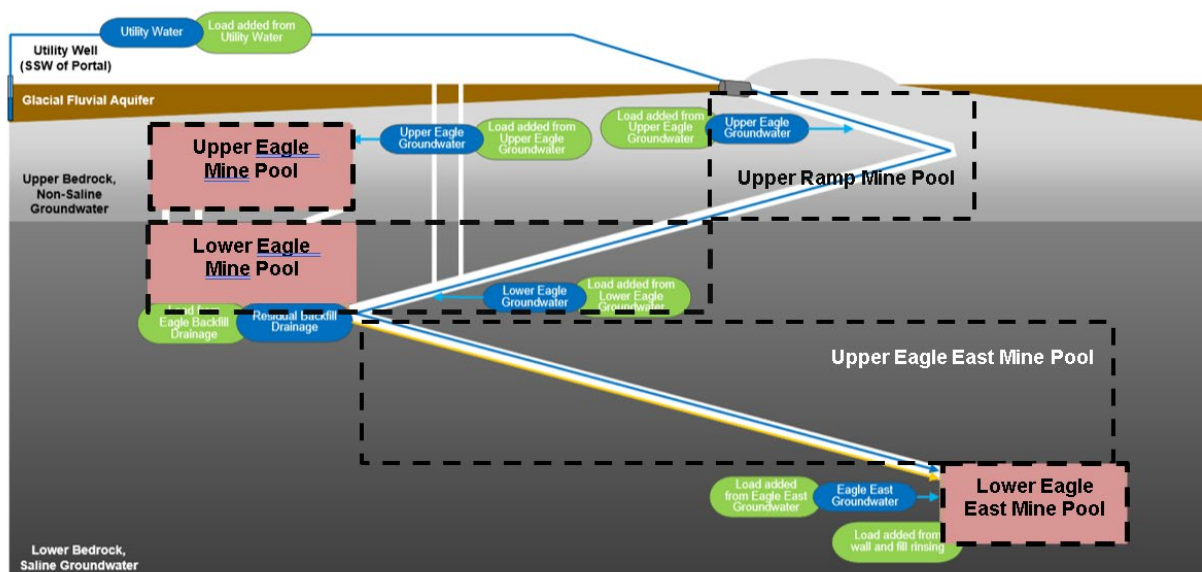 Utility Water
Load added from
Utility Water
Utility Well
(SSW of Portal)
Glacial Fluvial Aquifer
Upper Eagle
Mine Pool
Upper Eagle
Groundwater
Load added from
Upper Eagle
Groundwater
Load added from
Upper Eagle
Groundwater
Upper Eagle
Groundwater
Upper Ramp Mine Pool
Upper Bedrock,
Non-Saline
Groundwater
Lower Eagle
Mine Pool
Lower Eagle
Groundwater
Load added from
Lower Eagle
Groundwater
Load from
Eagle Backfill
Drainage
Residual Backfill
Drainage
Upper Eagle East Mine Pool
Load added
from Eagle East
Groundwater
Eagle East
Groundwater
Lower Eagle
East Mine Pool
Load added from
wall and fill rinsing
Lower Bedrock,
Saline Groundwater